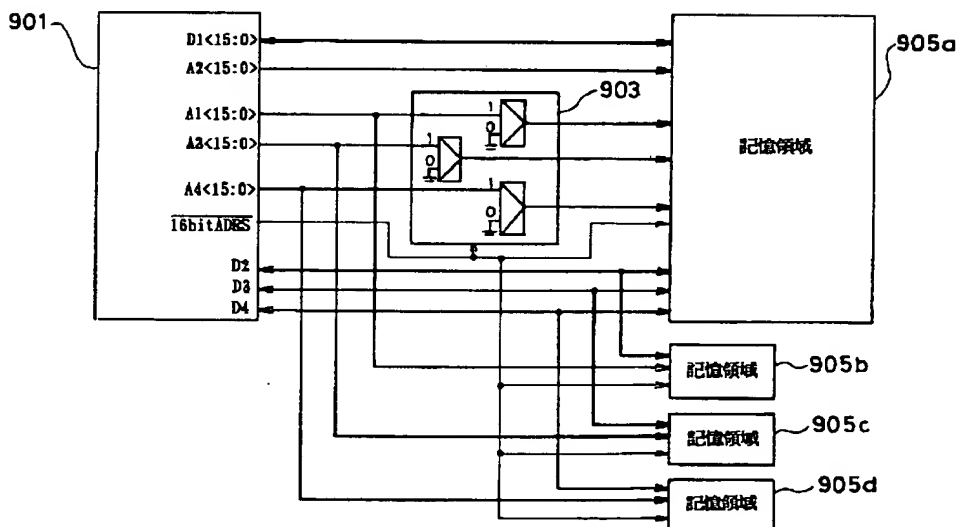 901
D1<15:0>
A2<15:0>
A1<15:0>
A3<15:0>
A4<15:0>
16bitADRS
D2
D3
D4
903
1
0
1
0
1
0
905a
記憶領域
記憶領域
905b
記憶領域
905c
記憶領域
905d